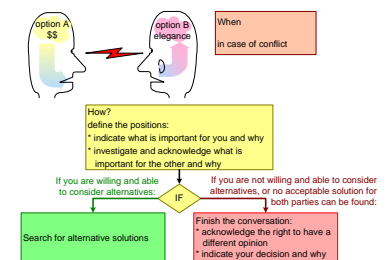 option A
$$
option B
elegance
When
in case of conflict
How?
define the positions:
* indicate what is important for you and why
* investigate and acknowledge what is
important for the other and why
If you are willing and able
to consider alternatives:
IF
If you are not willing and able to consider
alternatives, or no acceptable solution for
both parties can be found:
Search for alternative solutions
Finish the conversation:
* acknowledge the right to have a
different opinion
* indicate your decision and why